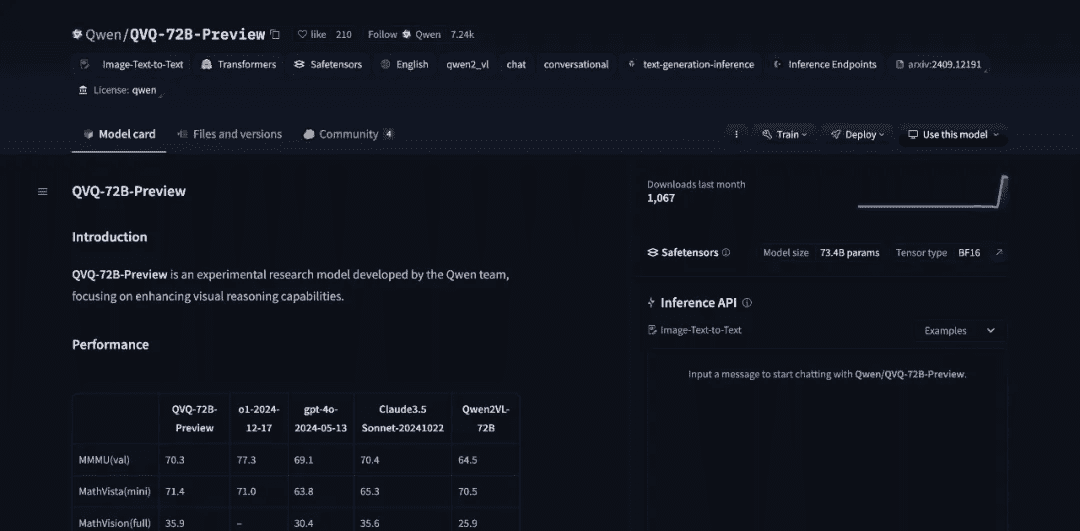 Qwen/QVQ-72B-Preview like 210 Follow Qwen 7.24k
Image-Text-to-Text Transformers Safetensors English qwen2_vl chat conversational text-generation-inference Inference Endpoints arxiv:2409.12191
License: qwen
Model card Files and versions Community 4 Train Deploy Use this model
QVQ-72B-Preview
Introduction
QVQ-72B-Preview is an experimental research model developed by the Qwen team,
focusing on enhancing visual reasoning capabilities.
Performance
QVQ-72B-Preview o1-2024-12-17 gpt-4o-2024-05-13 Claude3.5 Sonnet-20241022 Qwen2VL-72B
MMMU(val) 70.3 77.3 69.1 70.4 64.5
MathVista(mini) 71.4 71.0 63.8 65.3 70.5
MathVision(full) 35.9 – 30.4 35.6 25.9
Downloads last month
1,067
Safetensors Model size 73.4B params Tensor type BF16
Inference API
Image-Text-to-Text Examples
Input a message to start chatting with Qwen/QVQ-72B-Preview.